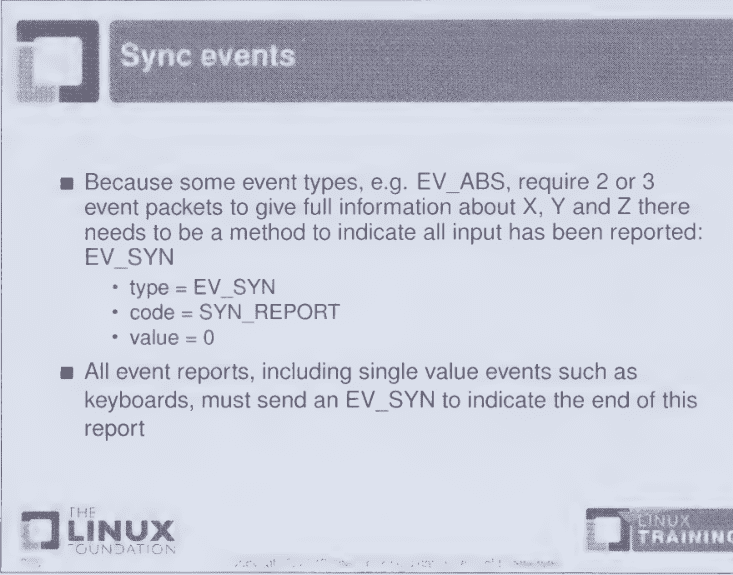 Sync events
■ Because some event types, e.g. EV_ABS, require 2 or 3
event packets to give full information about X, Y and Z there
needs to be a method to indicate all input has been reported:
EV_SYN
• type = EV_SYN
• code = SYN_REPORT
• value = 0
■ All event reports, including single value events such as
keyboards, must send an EV_SYN to indicate the end of this
report
THE
LINUX
FOUNDATION
LINUX
TRAINING